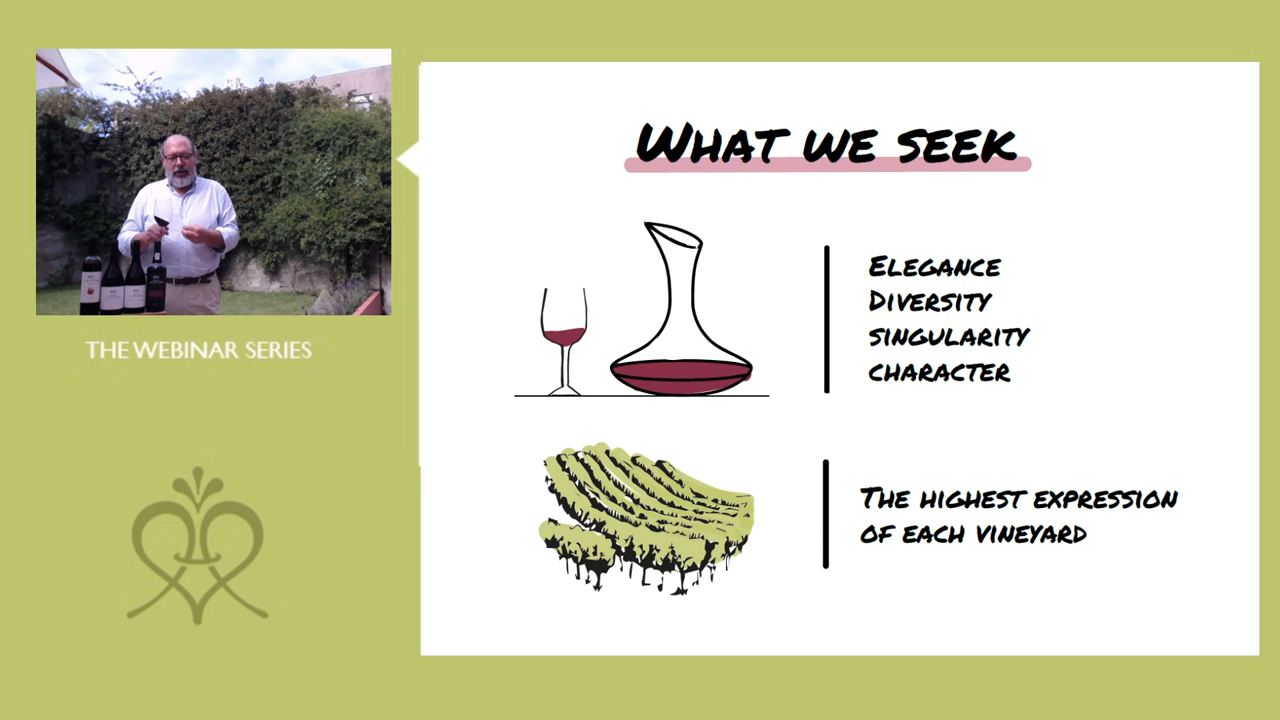 What we seek
Elegance
Diversity
singularity
character
The highest expression
of each vineyard
THE WEBINAR SERIES